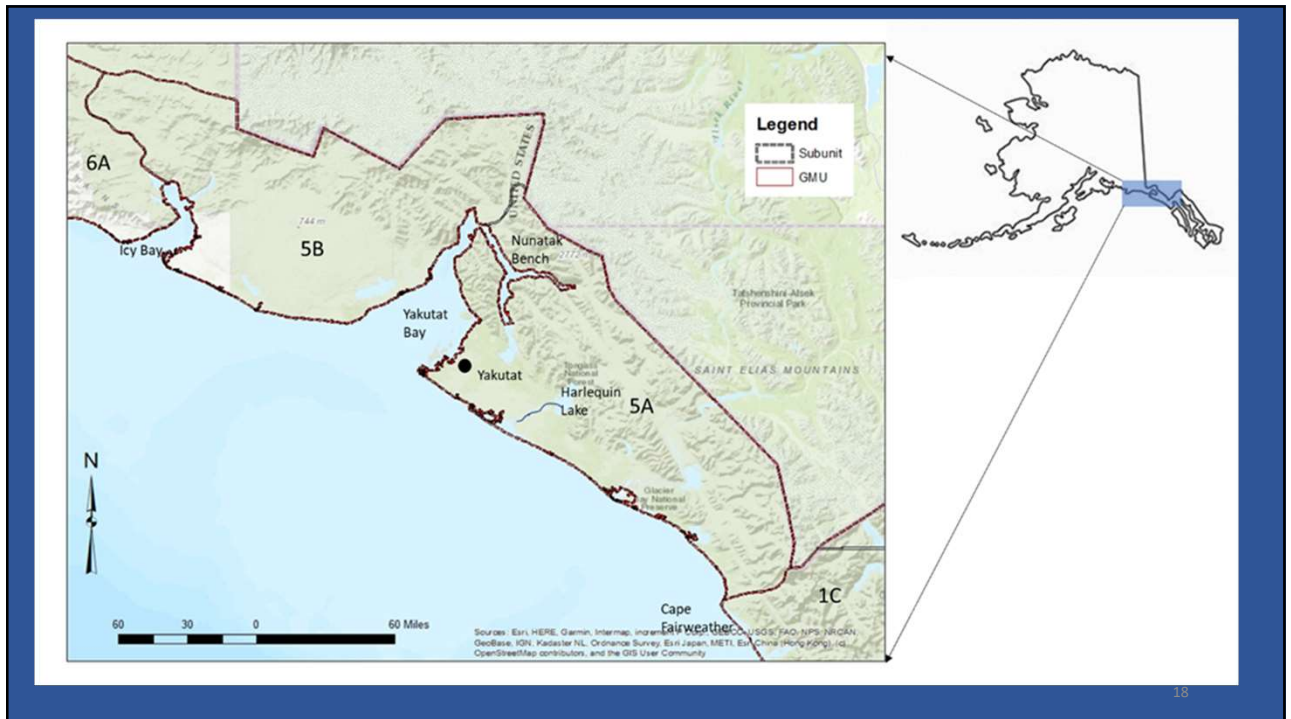 6A
Icy Bay
744 m
5B
UNITED STATES
Nunatak
Bench
Alsek River
Legend
Subunit
GMU
Tatshenshini-Alsek
Provincial Park
Yakutat
Bay
Yakutat
Tongass
National
Forest
Harlequin
Lake
5A
SAINT ELIAS MOUNTAINS
Glacier
Bay National
Preserve
N
Cape
Fairweather
1C
60 30 0 60 Miles
Sources: Esri, HERE, Garmin, Intermap, increment P Corp., GEBCO, USGS, FAO, NPS, NRCAN,
GeoBase, IGN, Kadaster NL, Ordnance Survey, Esri Japan, METI, Esri China (Hong Kong), (c)
OpenStreetMap contributors, and the GIS User Community
18